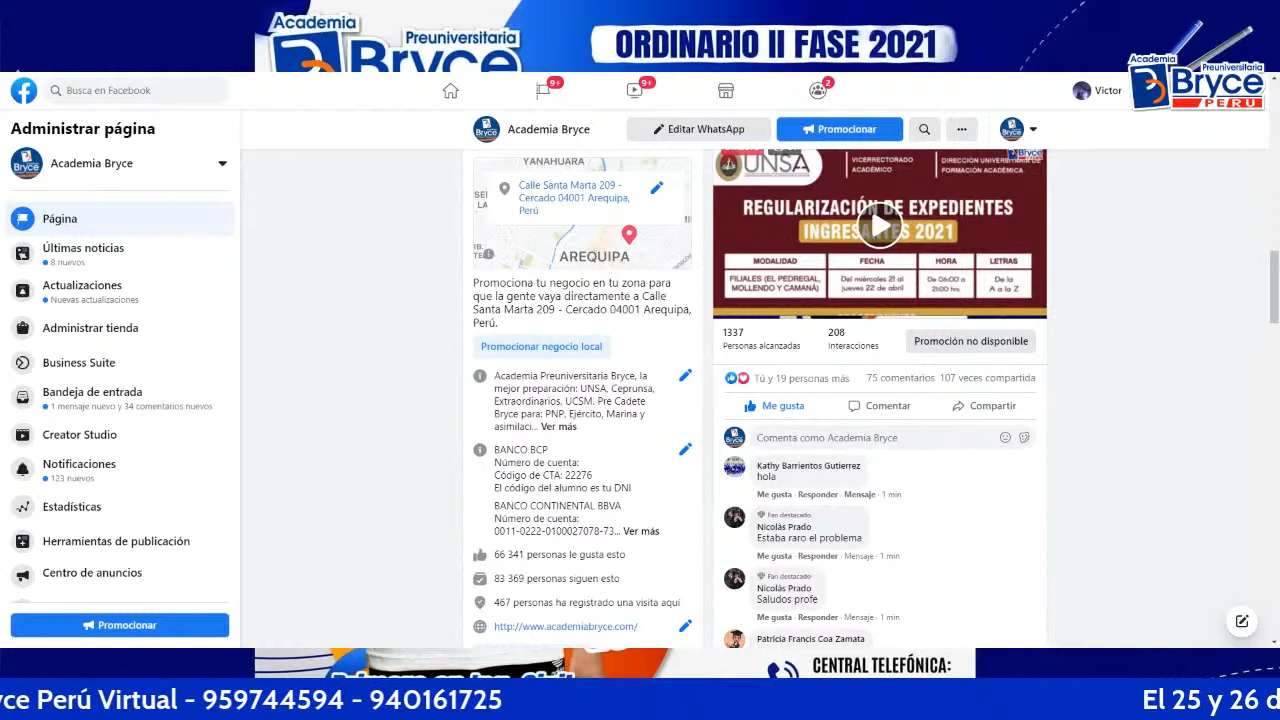 Academia
Preuniversitaria
Bryce
ORDINARIO II FASE 2021
Academia
Preuniversitaria
Bryce
PERÚ
Busca en Facebook
9+
9+
2
Victor
Administrar página
Academia Bryce
Página
Últimas noticias
8 nuevos
Actualizaciones
Nuevas actualizaciones
Administrar tienda
Business Suite
Bandeja de entrada
1 mensaje nuevo y 34 comentarios nuevos
Creator Studio
Notificaciones
123 nuevos
Estadísticas
Herramientas de publicación
Centro de anuncios
Promocionar
Academia Bryce
Editar WhatsApp
Promocionar
YANAHUARA
Calle Santa Marta 209 -
Cercado 04001 Arequipa,
Perú
AREQUIPA
Promociona tu negocio en tu zona para
que la gente vaya directamente a Calle
Santa Marta 209 - Cercado 04001 Arequipa,
Perú.
Promocionar negocio local
Academia Preuniversitaria Bryce, la
mejor preparación: UNSA, Ceprunsa,
Extraordinarios, UCSM. Pre Cadete
Bryce para: PNP, Ejército, Marina y
asimilaci... Ver más
BANCO BCP
Número de cuenta:
Código de CTA: 22276
El código del alumno es tu DNI
BANCO CONTINENTAL BBVA
Número de cuenta:
0011-0222-0100027078-73... Ver más
66 341 personas le gusta esto
83 369 personas siguen esto
467 personas ha registrado una visita aquí
http://www.academiabryce.com/
UNSA
VICERRECTORADO
ACADÉMICO
DIRECCIÓN UNIVERSITARIA DE
FORMACIÓN ACADÉMICA
Bryce
REGULARIZACIÓN DE EXPEDIENTES
INGRESANTES 2021
MODALIDAD FECHA HORA LETRAS
FILIALES (EL PEDREGAL,
MOLLENDO Y CAMANÁ)
Del miércoles 21 al
jueves 22 de abril
De 06:00 a
21:00 hrs.
De la
A a la Z
1337
Personas alcanzadas
208
Interacciones
Promoción no disponible
Tú y 19 personas más 75 comentarios 107 veces compartida
Me gusta Comentar Compartir
Comenta como Academia Bryce
Kathy Barrientos Gutierrez
hola
Me gusta · Responder · Mensaje · 1 min
Fan destacado
Nicolás Prado
Estaba raro el problema
Me gusta · Responder · Mensaje · 1 min
Fan destacado
Nicolás Prado
Saludos profe
Me gusta · Responder · Mensaje · 1 min
Patricia Francis Coa Zamata
CENTRAL TELEFÓNICA:
yce Perú Virtual - 959744594 - 940161725
El 25 y 26 d